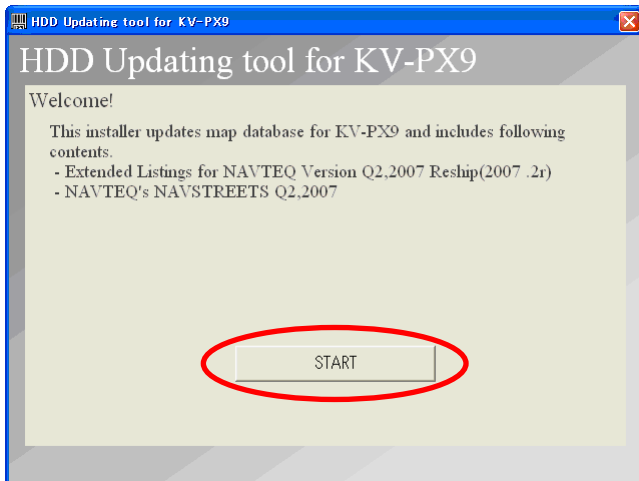 HDD Updating tool for KV-PX9
HDD Updating tool for KV-PX9
Welcome!
This installer updates map database for KV-PX9 and includes following
contents.
- Extended Listings for NAVTEQ Version Q2,2007 Reship(2007 .2r)
- NAVTEQ's NAVSTREETS Q2,2007
START